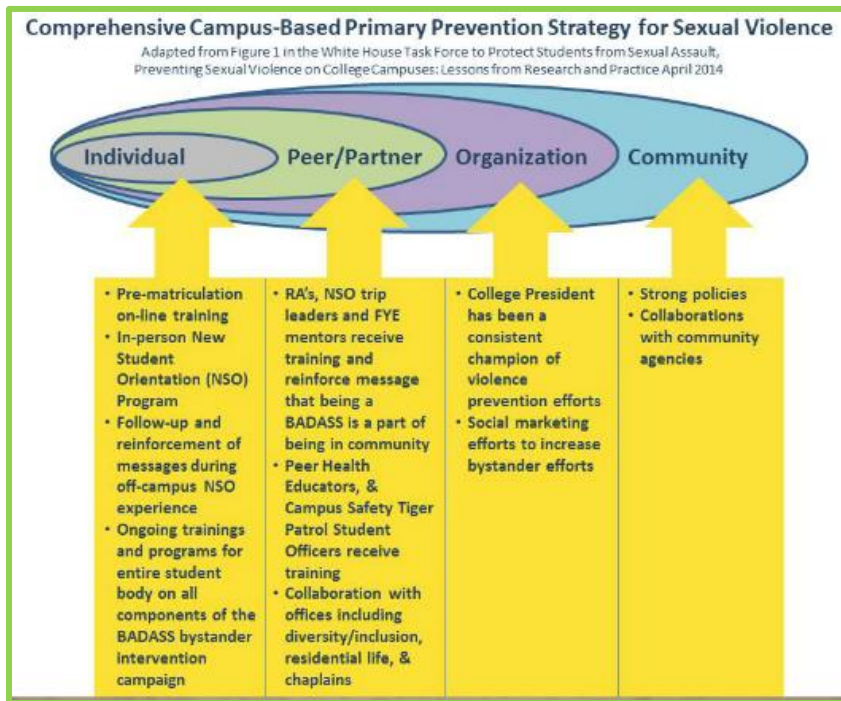 Comprehensive Campus-Based Primary Prevention Strategy for Sexual Violence
Adapted from Figure 1 in the White House Task Force to Protect Students from Sexual Assault,
Preventing Sexual Violence on College Campuses: Lessons from Research and Practice April 2014
Individual
Peer/Partner
Organization
Community
• Pre-matriculation
on-line training
• In-person New
Student
Orientation (NSO)
Program
• Follow-up and
reinforcement of
messages during
off-campus NSO
experience
• Ongoing trainings
and programs for
entire student
body on all
components of the
BADASS bystander
intervention
campaign
• RA's, NSO trip
leaders and FYE
mentors receive
training and
reinforce message
that being a
BADASS is a part of
being in community
• Peer Health
Educators, &
Campus Safety Tiger
Patrol Student
Officers receive
training
• Collaboration with
offices including
diversity/inclusion,
residential life, &
chaplains
• College President
has been a
consistent
champion of
violence
prevention efforts
• Social marketing
efforts to increase
bystander efforts
• Strong policies
• Collaborations
with community
agencies